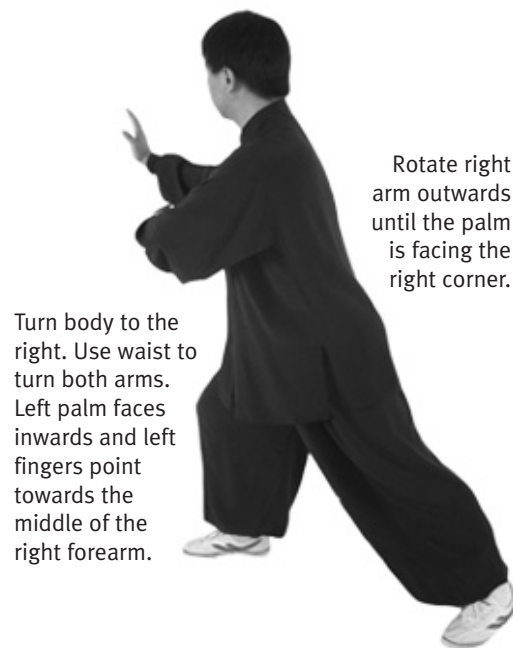 Rotate right
arm outwards
until the palm
is facing the
right corner.
Turn body to the
right. Use waist to
turn both arms.
Left palm faces
inwards and left
fingers point
towards the
middle of the
right forearm.